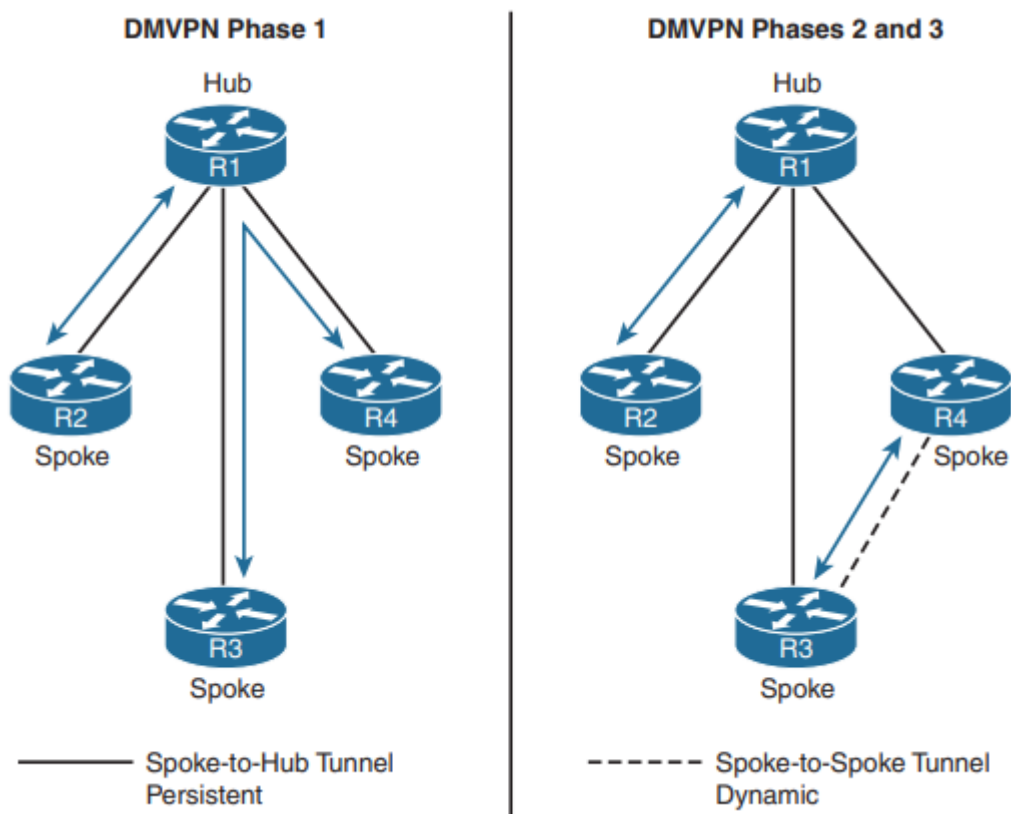 DMVPN Phase 1
Hub
R1
R2
Spoke
R4
Spoke
R3
Spoke
Spoke-to-Hub Tunnel
Persistent
DMVPN Phases 2 and 3
Hub
R1
R2
Spoke
R4
Spoke
R3
Spoke
Spoke-to-Spoke Tunnel
Dynamic